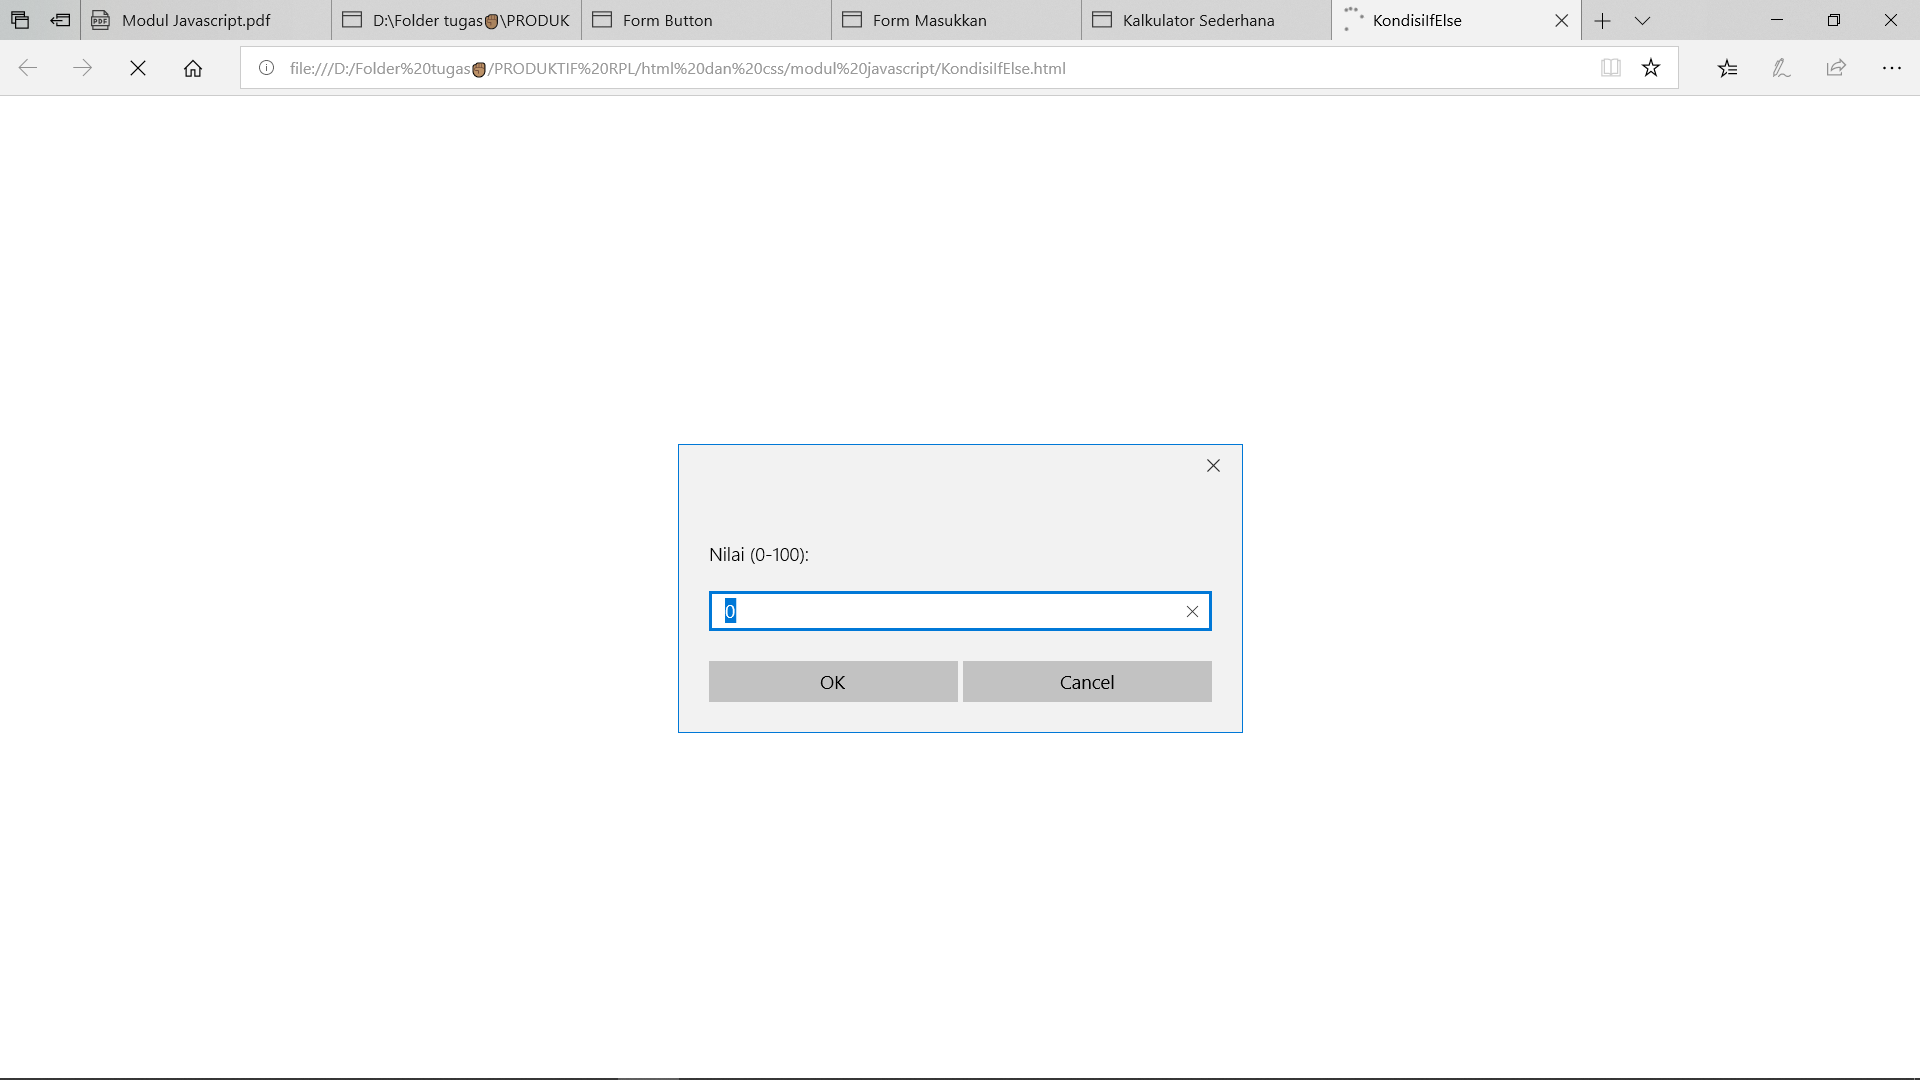 Modul Javascript.pdf
D:\Folder tugas✊🏾\PRODUK
Form Button
Form Masukkan
Kalkulator Sederhana
KondisiIfElse
file:///D:/Folder%20tugas✊🏾/PRODUKTIF%20RPL/html%20dan%20css/modul%20javascript/KondisiIfElse.html
Nilai (0-100):
0
OK
Cancel